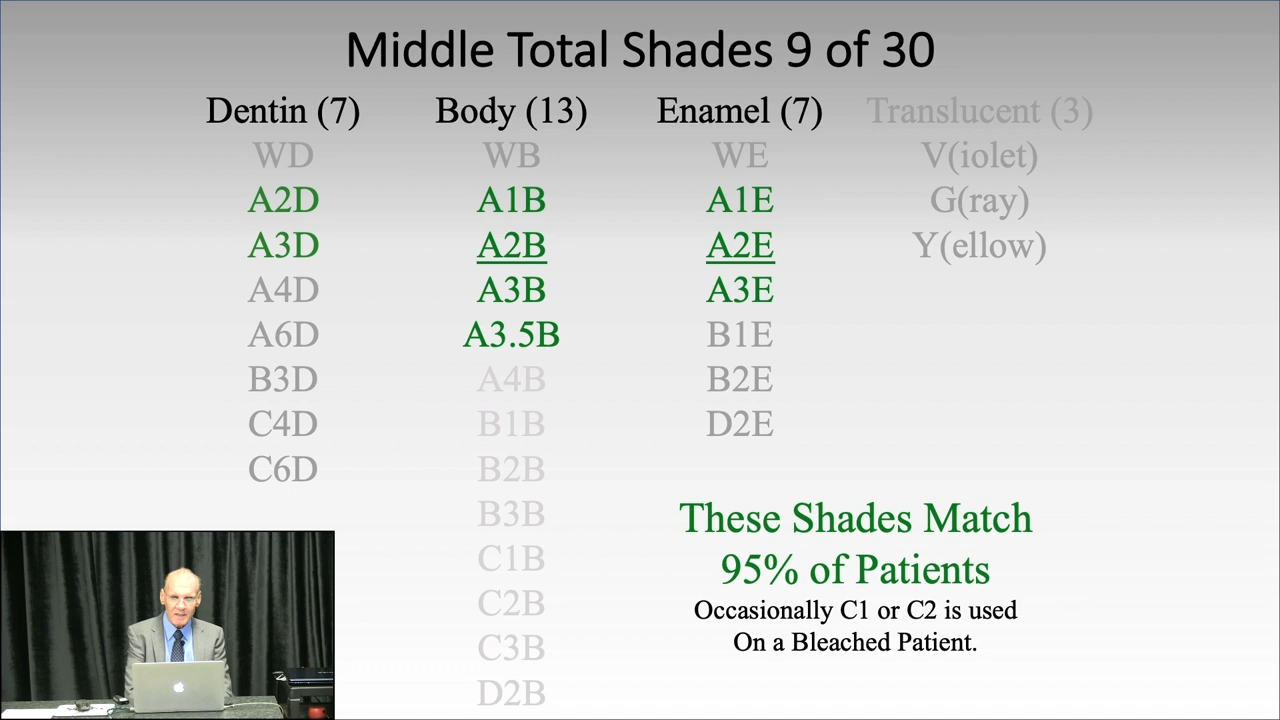 Middle Total Shades 9 of 30
Dentin (7)
WD
A2D
A3D
A4D
A6D
B3D
C4D
C6D
Body (13)
WB
A1B
A2B
A3B
A3.5B
A4B
B1B
B2B
B3B
C1B
C2B
C3B
D2B
Enamel (7)
WE
A1E
A2E
A3E
B1E
B2E
D2E
Translucent (3)
V(iolet)
G(ray)
Y(ellow)
These Shades Match
95% of Patients
Occasionally C1 or C2 is used
On a Bleached Patient.